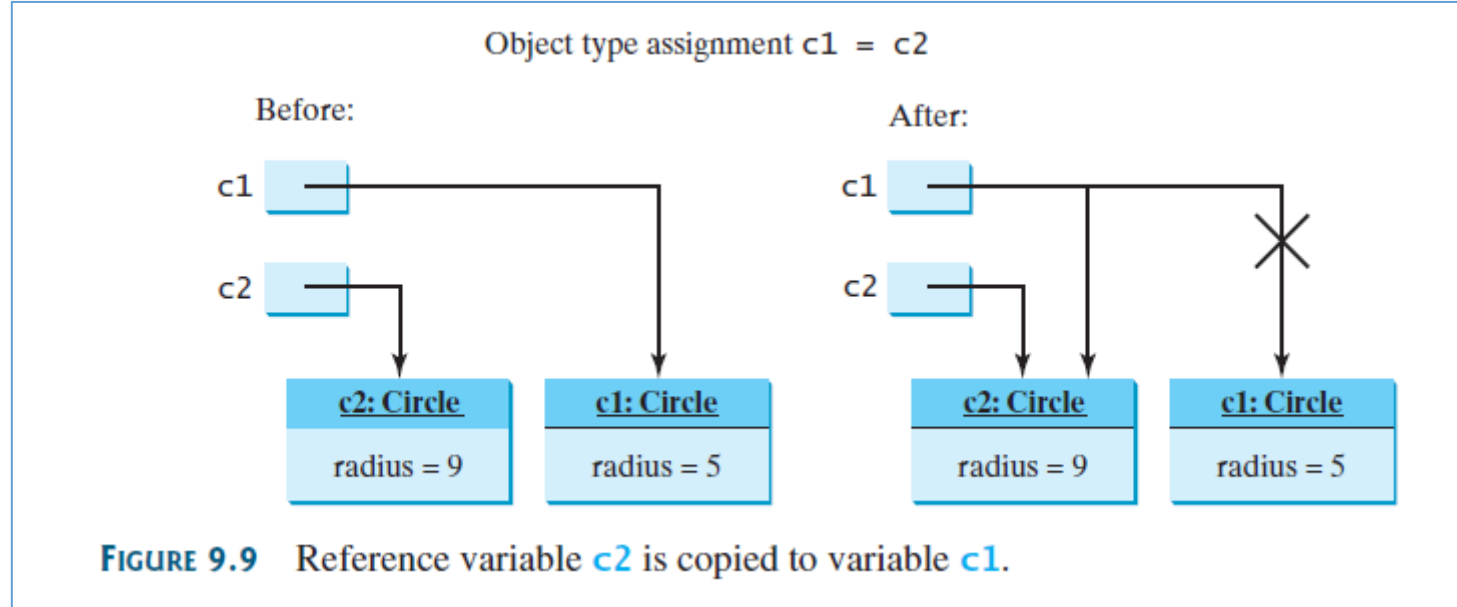 Object type assignment c1 = c2
Before:
c1
c2
c2: Circle
radius = 9
c1: Circle
radius = 5
After:
c1
c2
c2: Circle
radius = 9
c1: Circle
radius = 5
FIGURE 9.9 Reference variable c2 is copied to variable c1.